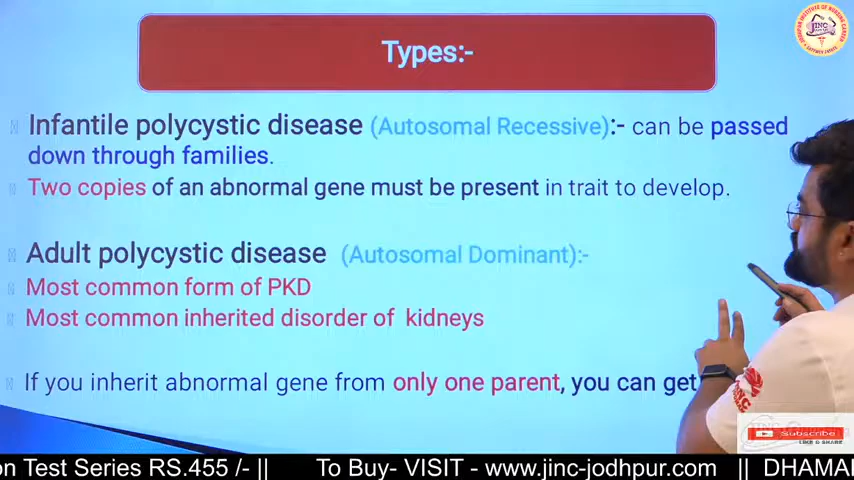 Types:-
Infantile polycystic disease (Autosomal Recessive):- can be passed
down through families.
Two copies of an abnormal gene must be present in trait to develop.
Adult polycystic disease (Autosomal Dominant):-
Most common form of PKD
Most common inherited disorder of kidneys
If you inherit abnormal gene from only one parent, you can get
Subscribe
LIKE & SHARE
on Test Series RS.455 /- || To Buy- VISIT - www.jinc-jodhpur.com || DHAMA